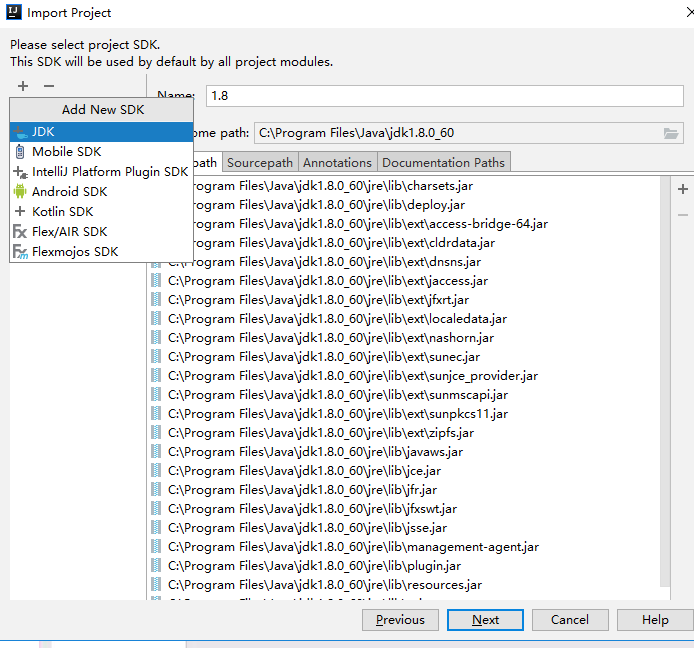 IJ
Import Project
Please select project SDK.
This SDK will be used by default by all project modules.
Name: 1.8
ome path: C:\Program Files\Java\jdk1.8.0_60
Add New SDK
JDK
Mobile SDK
IntelliJ Platform Plugin SDK
Android SDK
Kotlin SDK
Flex/AIR SDK
Flexmojos SDK
path Sourcepath Annotations Documentation Paths
rogram Files\Java\jdk1.8.0_60\jre\lib\charsets.jar
rogram Files\Java\jdk1.8.0_60\jre\lib\deploy.jar
rogram Files\Java\jdk1.8.0_60\jre\lib\ext\access-bridge-64.jar
rogram Files\Java\jdk1.8.0_60\jre\lib\ext\cldrdata.jar
rogram Files\Java\jdk1.8.0_60\jre\lib\ext\dnsns.jar
C:\Program Files\Java\jdk1.8.0_60\jre\lib\ext\jaccess.jar
C:\Program Files\Java\jdk1.8.0_60\jre\lib\ext\jfxrt.jar
C:\Program Files\Java\jdk1.8.0_60\jre\lib\ext\localedata.jar
C:\Program Files\Java\jdk1.8.0_60\jre\lib\ext\nashorn.jar
C:\Program Files\Java\jdk1.8.0_60\jre\lib\ext\sunec.jar
C:\Program Files\Java\jdk1.8.0_60\jre\lib\ext\sunjce_provider.jar
C:\Program Files\Java\jdk1.8.0_60\jre\lib\ext\sunmscapi.jar
C:\Program Files\Java\jdk1.8.0_60\jre\lib\ext\sunpkcs11.jar
C:\Program Files\Java\jdk1.8.0_60\jre\lib\ext\zipfs.jar
C:\Program Files\Java\jdk1.8.0_60\jre\lib\javaws.jar
C:\Program Files\Java\jdk1.8.0_60\jre\lib\jce.jar
C:\Program Files\Java\jdk1.8.0_60\jre\lib\jfr.jar
C:\Program Files\Java\jdk1.8.0_60\jre\lib\jfxswt.jar
C:\Program Files\Java\jdk1.8.0_60\jre\lib\jsse.jar
C:\Program Files\Java\jdk1.8.0_60\jre\lib\management-agent.jar
C:\Program Files\Java\jdk1.8.0_60\jre\lib\plugin.jar
C:\Program Files\Java\jdk1.8.0_60\jre\lib\resources.jar
Previous Next Cancel Help